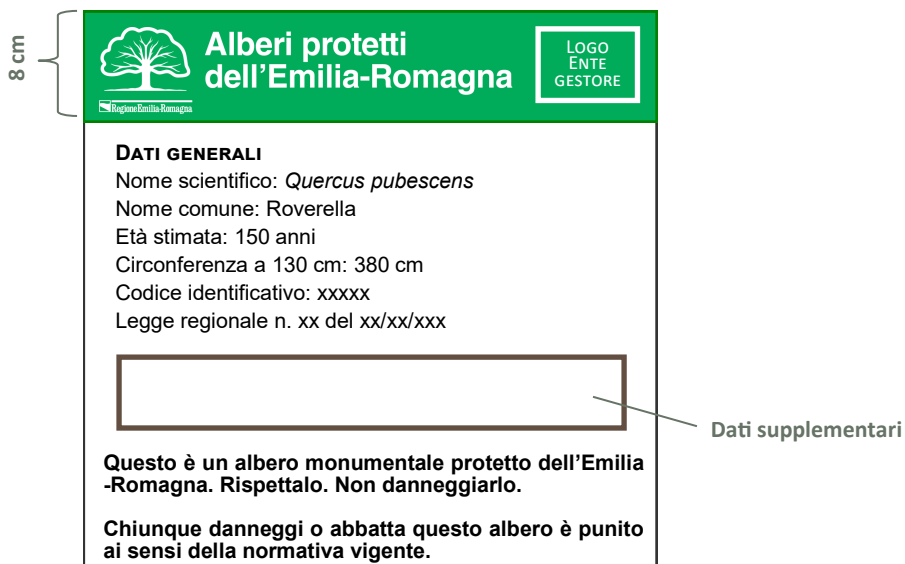 8 cm
Alberi protetti
dell'Emilia-Romagna
RegioneEmilia-Romagna
LOGO
ENTE
GESTORE
DATI GENERALI
Nome scientifico: Quercus pubescens
Nome comune: Roverella
Età stimata: 150 anni
Circonferenza a 130 cm: 380 cm
Codice identificativo: xxxxx
Legge regionale n. xx del xx/xx/xxx
Dati supplementari
Questo è un albero monumentale protetto dell'Emilia
-Romagna. Rispettalo. Non danneggiarlo.
Chiunque danneggi o abbatta questo albero è punito
ai sensi della normativa vigente.